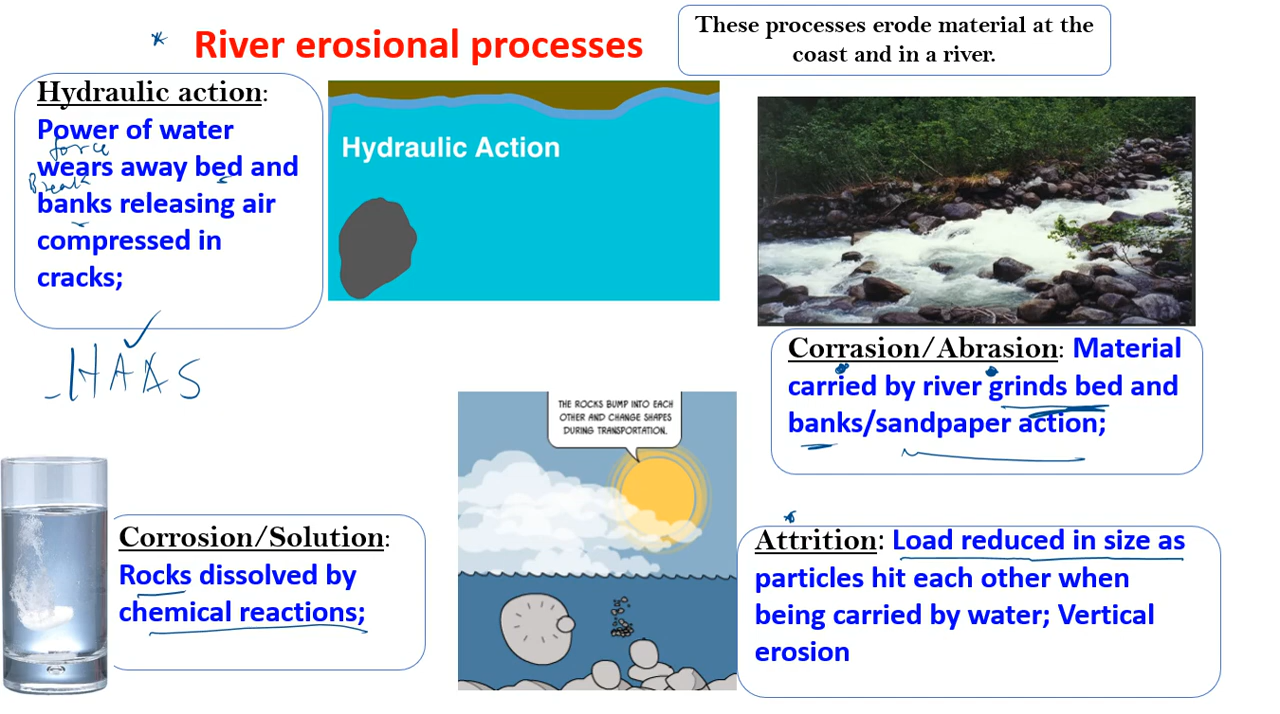 * River erosional processes
These processes erode material at the
coast and in a river.
Hydraulic action:
Power of water
force
wears away bed and
Break
banks releasing air
compressed in
cracks;
Hydraulic Action
HAAS
Corrasion/Abrasion: Material
carried by river grinds bed and
banks/sandpaper action;
THE ROCKS BUMP INTO EACH
OTHER AND CHANGE SHAPES
DURING TRANSPORTATION.
Corrosion/Solution:
Rocks dissolved by
chemical reactions;
Attrition: Load reduced in size as
particles hit each other when
being carried by water; Vertical
erosion